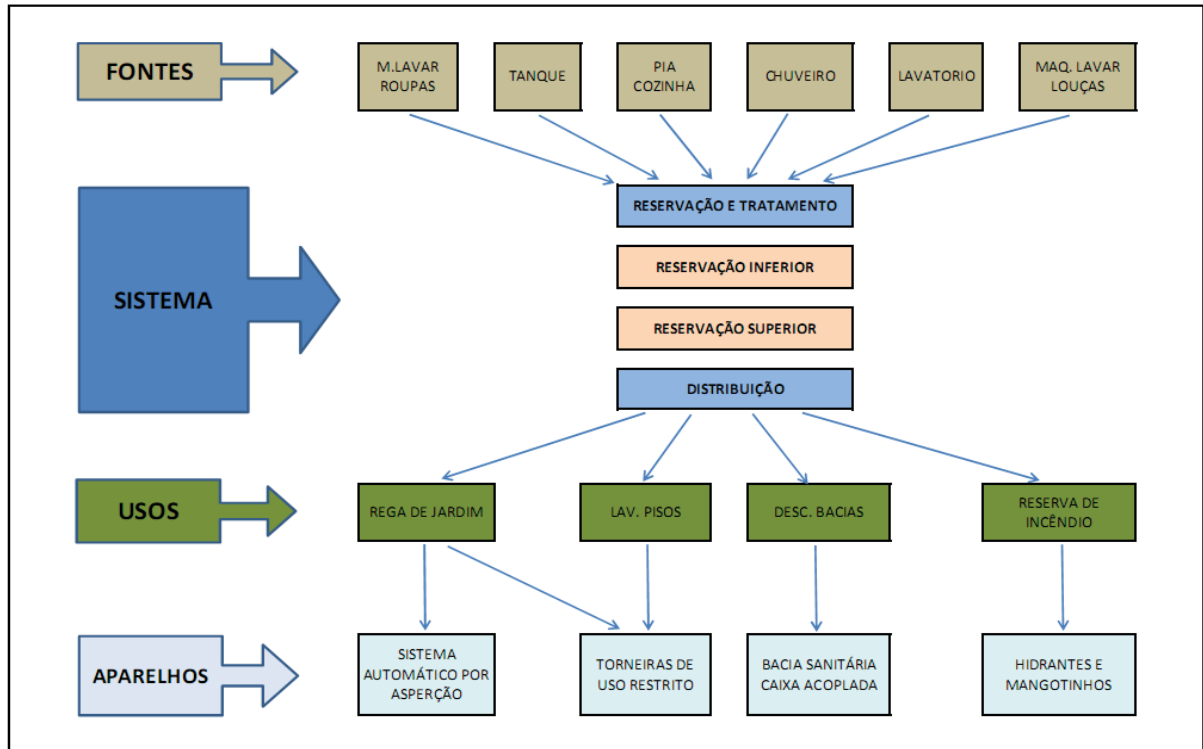 FONTES
M.LAVAR
ROUPAS
TANQUE
PIA
COZINHA
CHUVEIRO
LAVATORIO
MAQ. LAVAR
LOUÇAS
SISTEMA
RESERVAÇÃO E TRATAMENTO
RESERVAÇÃO INFERIOR
RESERVAÇÃO SUPERIOR
DISTRIBUIÇÃO
USOS
REGA DE JARDIM
LAV. PISOS
DESC. BACIAS
RESERVA DE
INCÊNDIO
APARELHOS
SISTEMA
AUTOMÁTICO POR
ASPERÇÃO
TORNEIRAS DE
USO RESTRITO
BACIA SANITÁRIA
CAIXA ACOPLADA
HIDRANTES E
MANGOTINHOS